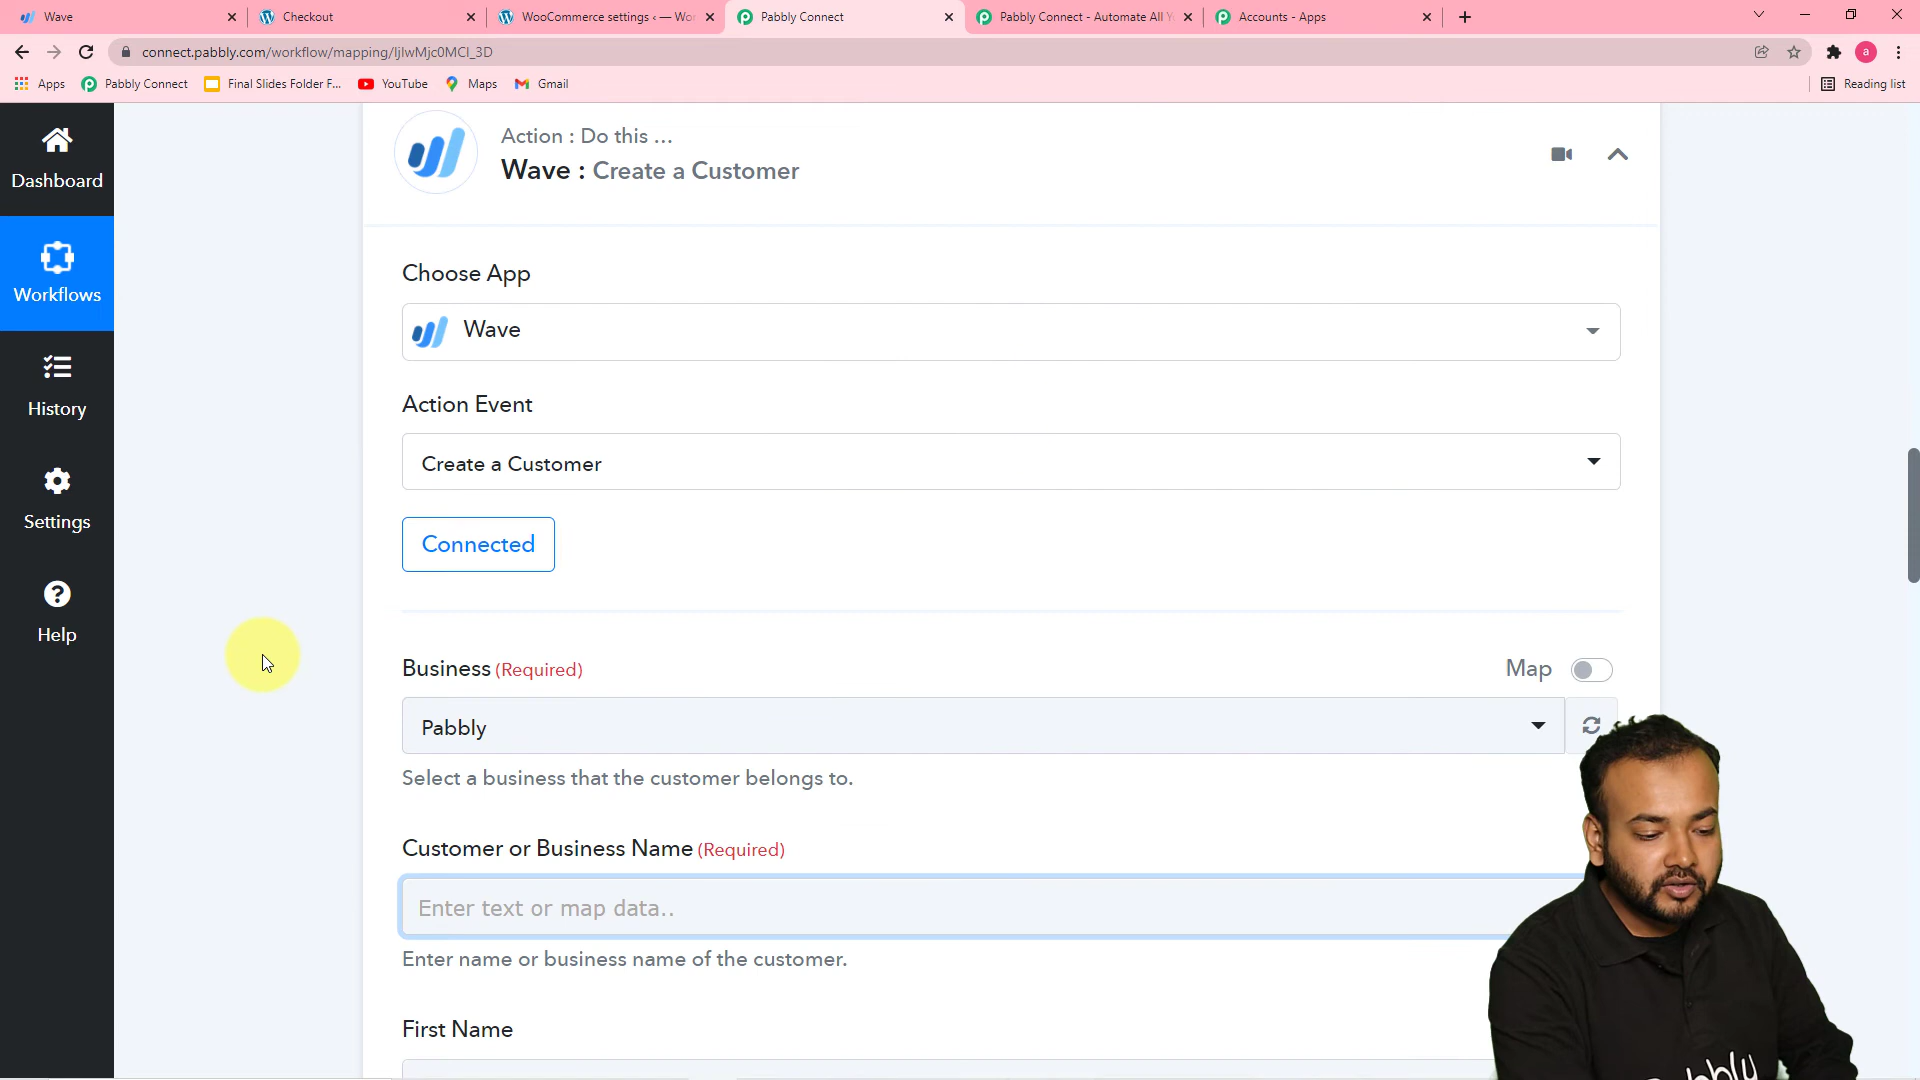 Wave
Checkout
WooCommerce settings ‹ — Wor
Pabbly Connect
Pabbly Connect - Automate All Y
Accounts - Apps
connect.pabbly.com/workflow/mapping/IjIwMjc0MCI_3D
Apps
Pabbly Connect
Final Slides Folder F...
YouTube
Maps
Gmail
Reading list
a
Dashboard
Workflows
History
Settings
Help
Action : Do this ...
Wave : Create a Customer
Choose App
Wave
Action Event
Create a Customer
Connected
Business (Required)
Map
Pabbly
Select a business that the customer belongs to.
Customer or Business Name (Required)
Enter text or map data..
Enter name or business name of the customer.
First Name
Pabbly